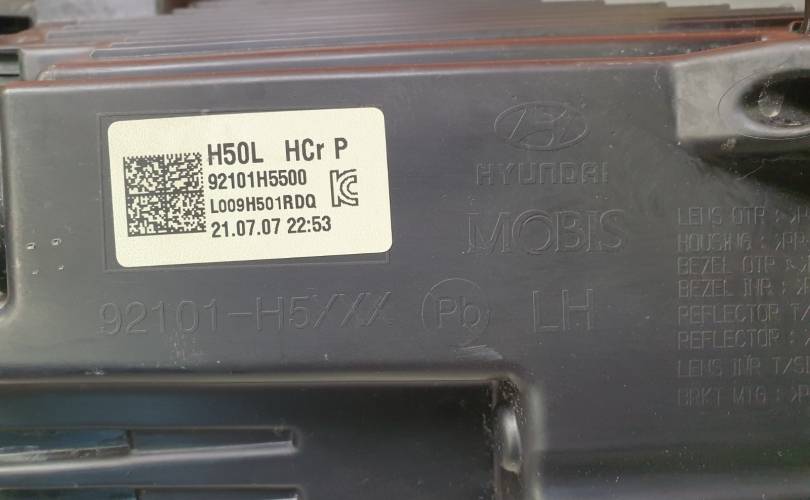 H50L HCr P
92101H5500
L009H501RDQ
21.07.07 22:53
HYUNDAI
MOBIS
92101-H5XXX Pb LH
LENS OTR :
HOUSING :
BEZEL OTR
BEZEL INR :
REFLECTOR
REFLECTOR :
LENS INR
BRKT MTG :